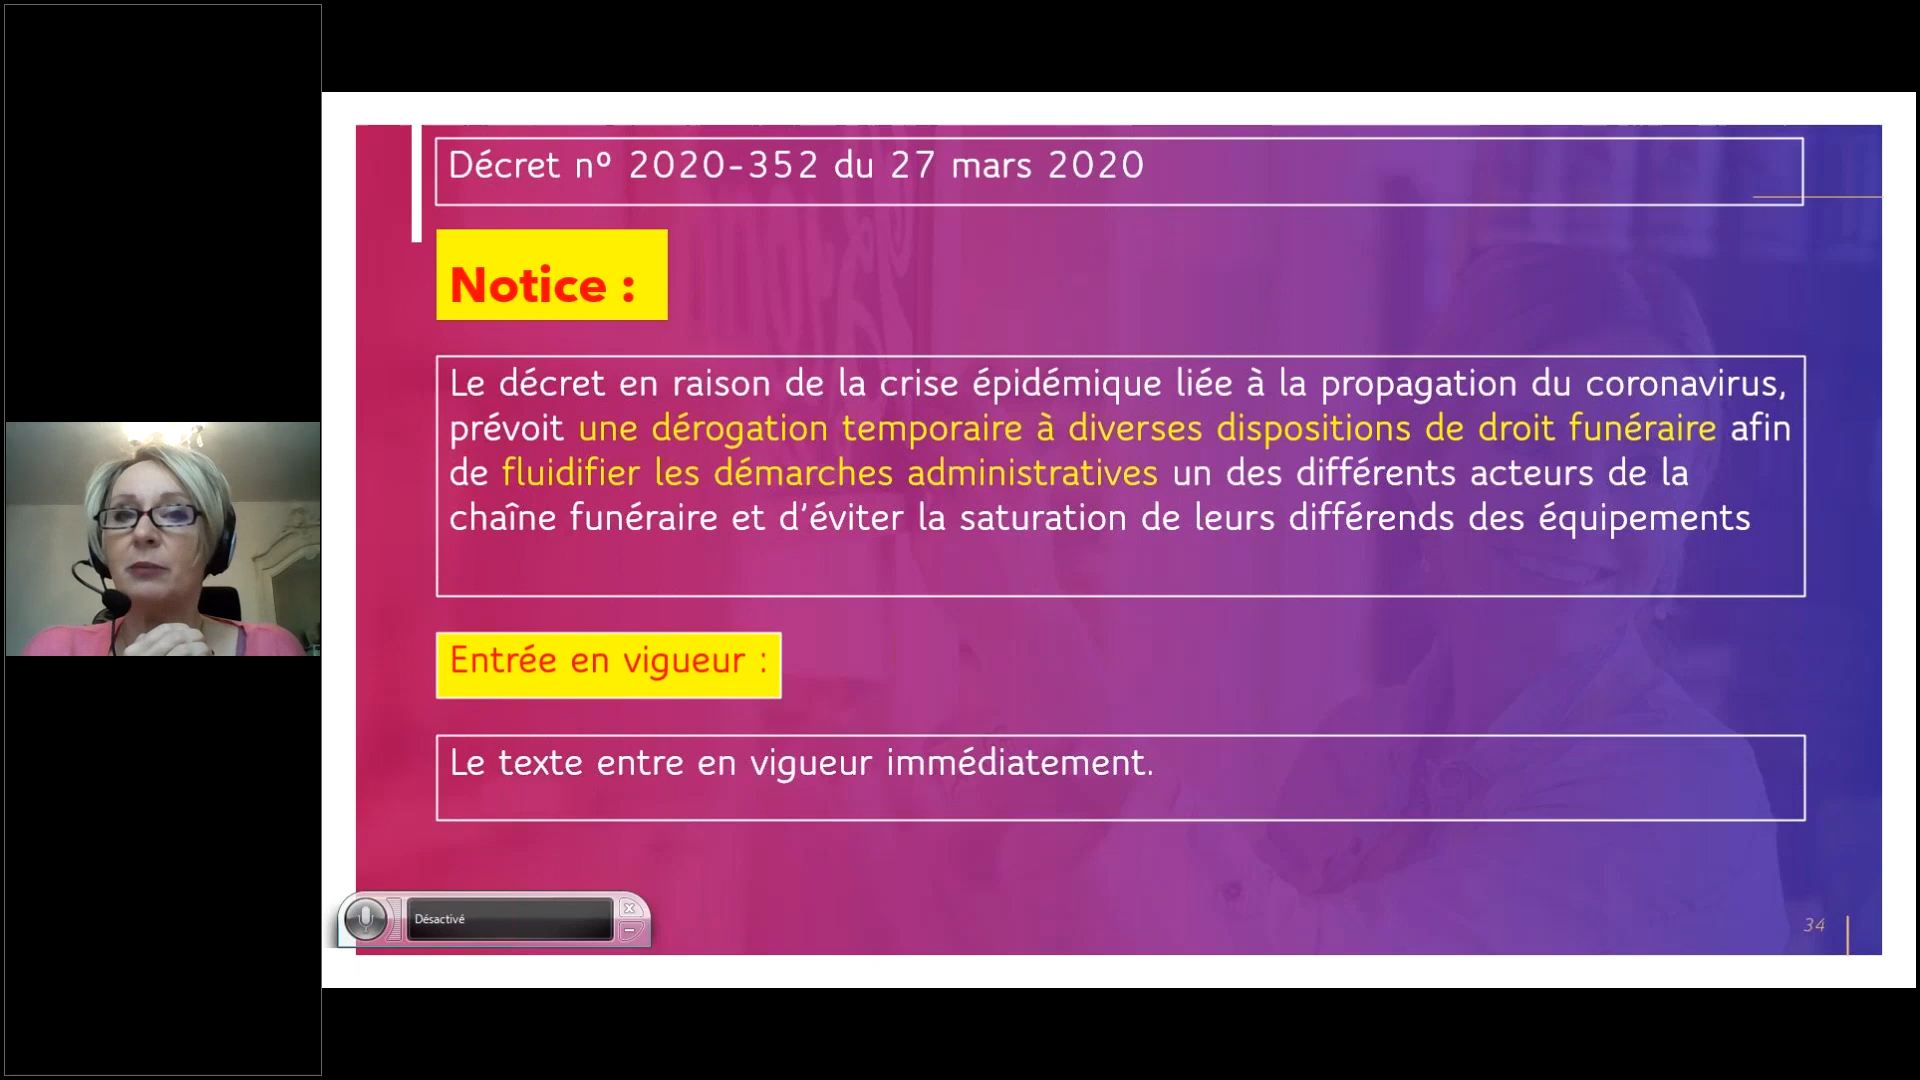 Décret nº 2020-352 du 27 mars 2020
Notice :
Le décret en raison de la crise épidémique liée à la propagation du coronavirus,
prévoit une dérogation temporaire à diverses dispositions de droit funéraire afin
de fluidifier les démarches administratives un des différents acteurs de la
chaîne funéraire et d’éviter la saturation de leurs différends des équipements
Entrée en vigueur :
Le texte entre en vigueur immédiatement.
Désactivé
34